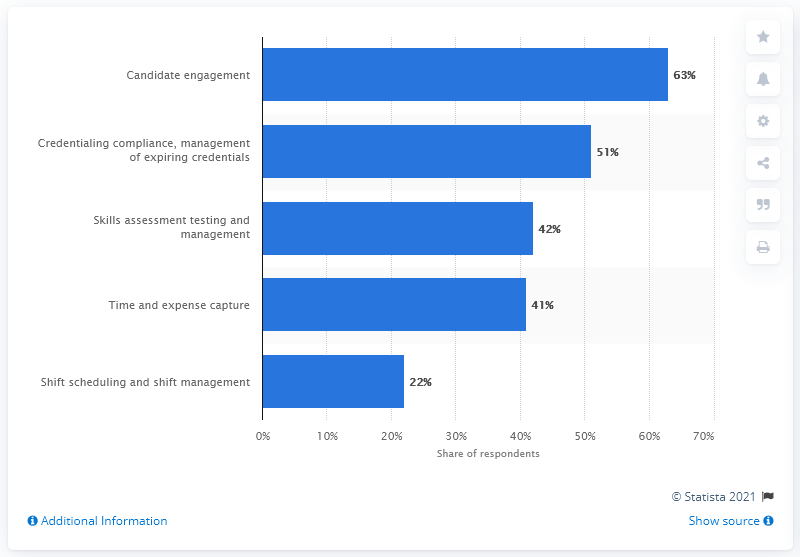 Candidate engagement
63%
Credentialing compliance, management
of expiring credentials
51%
Skills assessment testing and
management
42%
Time and expense capture
41%
Shift scheduling and shift management
22%
0% 10% 20% 30% 40% 50% 60% 70%
Share of respondents
© Statista 2021
Additional Information
Show source